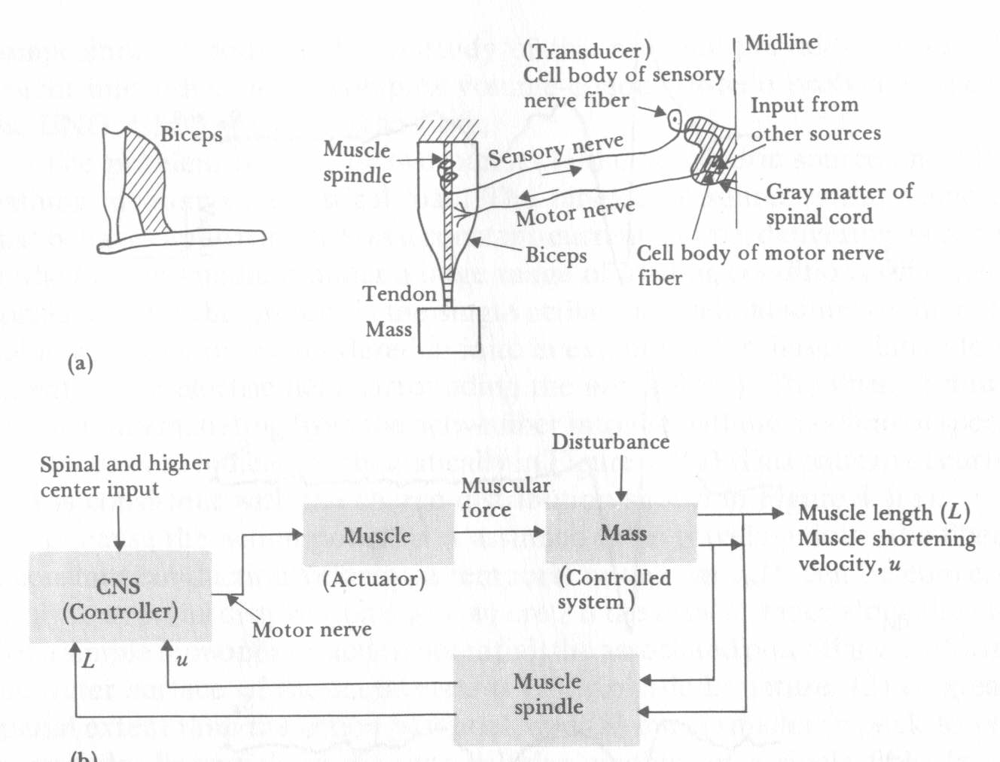 Midline
(Transducer)
Cell body of sensory
nerve fiber
Input from
other sources
Biceps
Muscle
spindle
Sensory nerve
Motor nerve
Gray matter of
spinal cord
Biceps
Cell body of motor nerve
fiber
Tendon
Mass
(a)
Disturbance
Spinal and higher
center input
Muscular
force
Muscle
(Actuator)
Mass
(Controlled
system)
Muscle length (L)
Muscle shortening
velocity, u
CNS
(Controller)
Motor nerve
L
u
Muscle
spindle
(b)